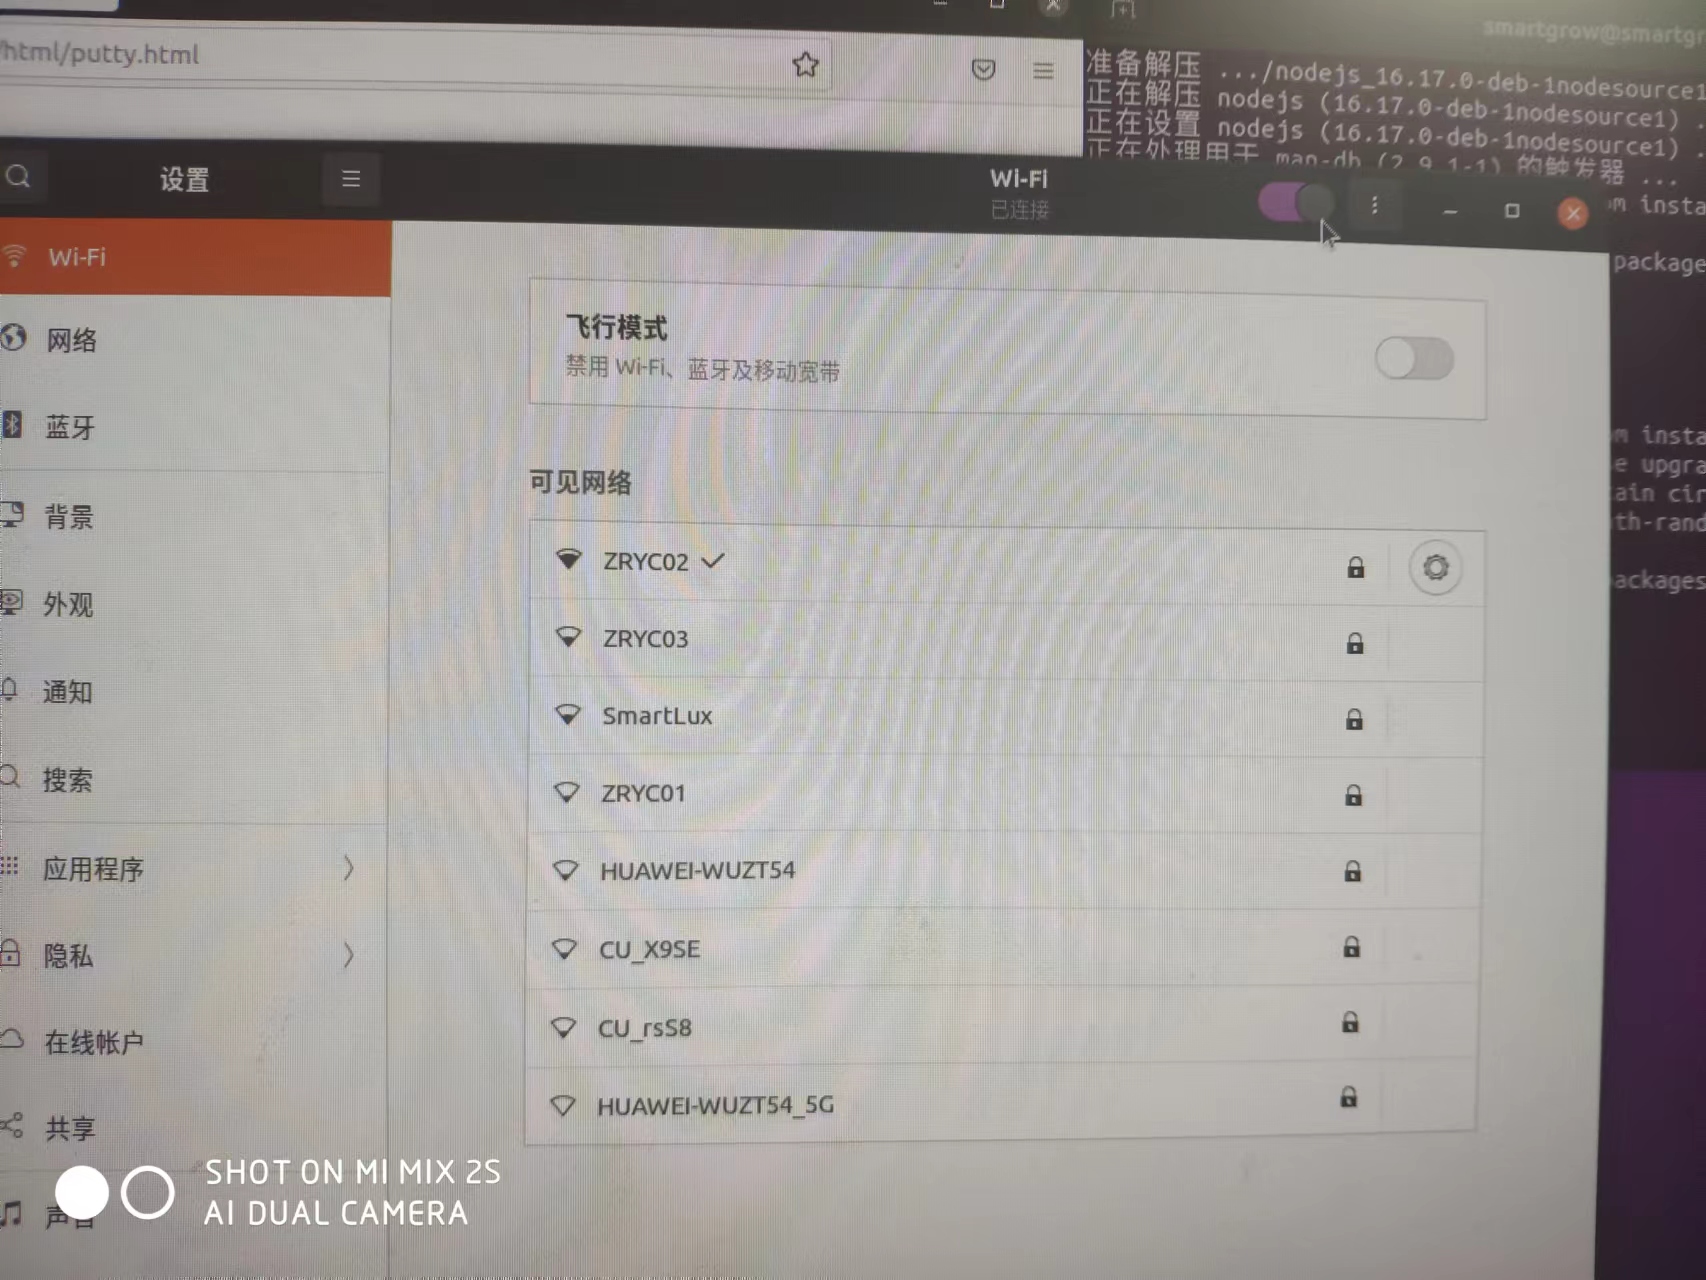 /html/putty.html
smartgrow@smartgr
准备解压 .../nodejs_16.17.0-deb-1nodesource1
正在解压 nodejs (16.17.0-deb-1nodesource1) .
正在设置 nodejs (16.17.0-deb-1nodesource1) .
正在处理用于 man-db (2.9.1-1) 的触发器 ...
m insta
package
m insta
e upgra
ain cir
th-rand
packages
设置
Wi-Fi
已连接
Wi-Fi
网络
蓝牙
背景
外观
通知
搜索
应用程序
隐私
在线帐户
共享
声音
飞行模式
禁用 Wi-Fi、蓝牙及移动宽带
可见网络
ZRYC02
ZRYC03
SmartLux
ZRYC01
HUAWEI-WUZT54
CU_X9SE
CU_rsS8
HUAWEI-WUZT54_5G
SHOT ON MI MIX 2S
AI DUAL CAMERA